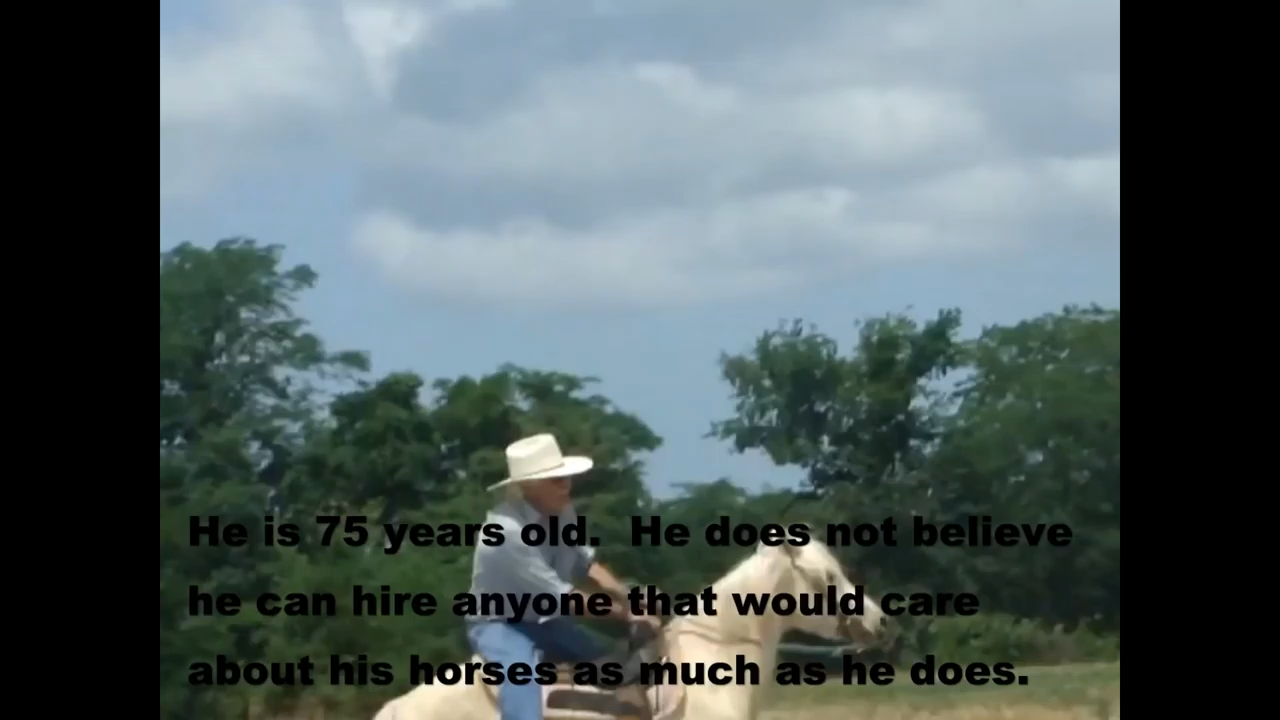 He is 75 years old.  He does not believe
he can hire anyone that would care
about his horses as much as he does.